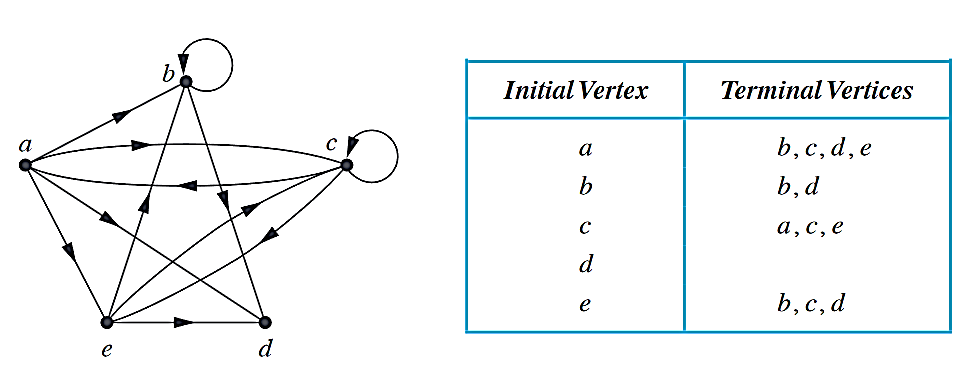 b
a
c
e
d
Initial Vertex Terminal Vertices
a b, c, d, e
b b, d
c a, c, e
d
e b, c, d